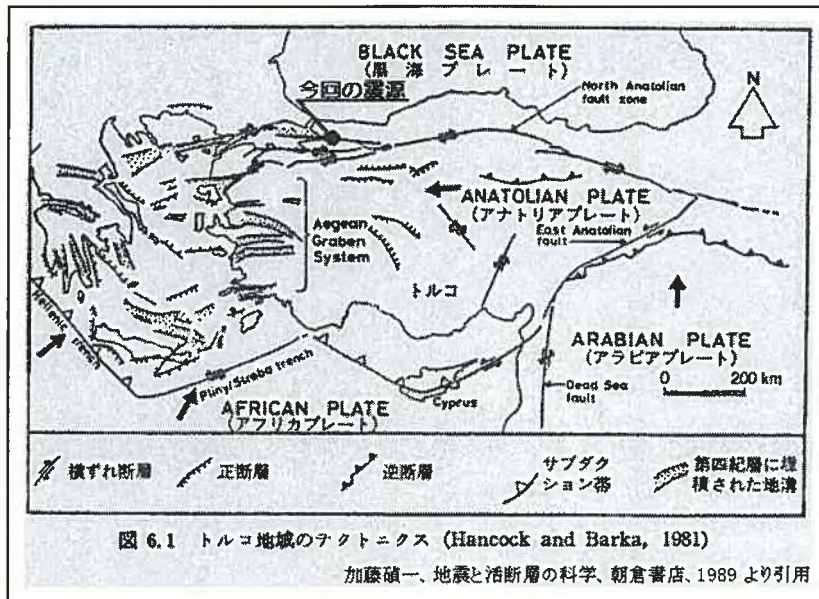 BLACK SEA PLATE
(黒海プレート)
今回の震源
North Anatolian
fault zone
N
ANATOLIAN PLATE
(アナトリアプレート)
East Anatolian
fault
Aegean
Graben
System
トルコ
Hellenic trench
Pliny/Strabo trench
ARABIAN PLATE
(アラビアプレート)
Dead Sea
fault
0 200 km
Cyprus
AFRICAN PLATE
(アフリカプレート)
横ずれ断層
正断層
逆断層
サブダク
ション帯
第四紀層に埋
積された地溝
図 6.1 トルコ地域のテクトニクス (Hancock and Barka, 1981)
加藤碵一、地震と活断層の科学、朝倉書店、1989 より引用